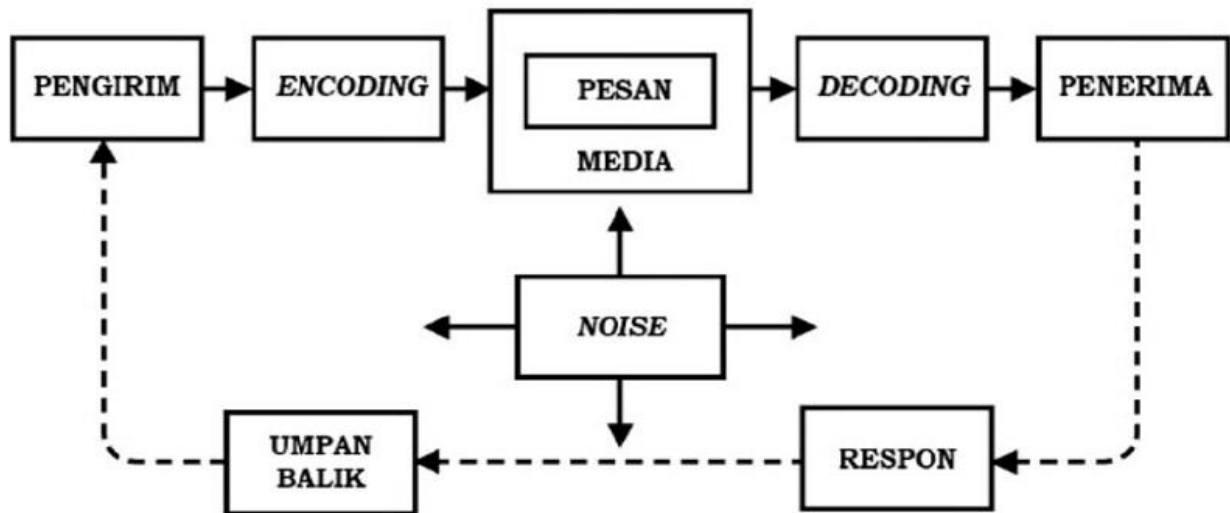 PENGIRIM
ENCODING
PESAN
MEDIA
DECODING
PENERIMA
NOISE
UMPAN
BALIK
RESPON